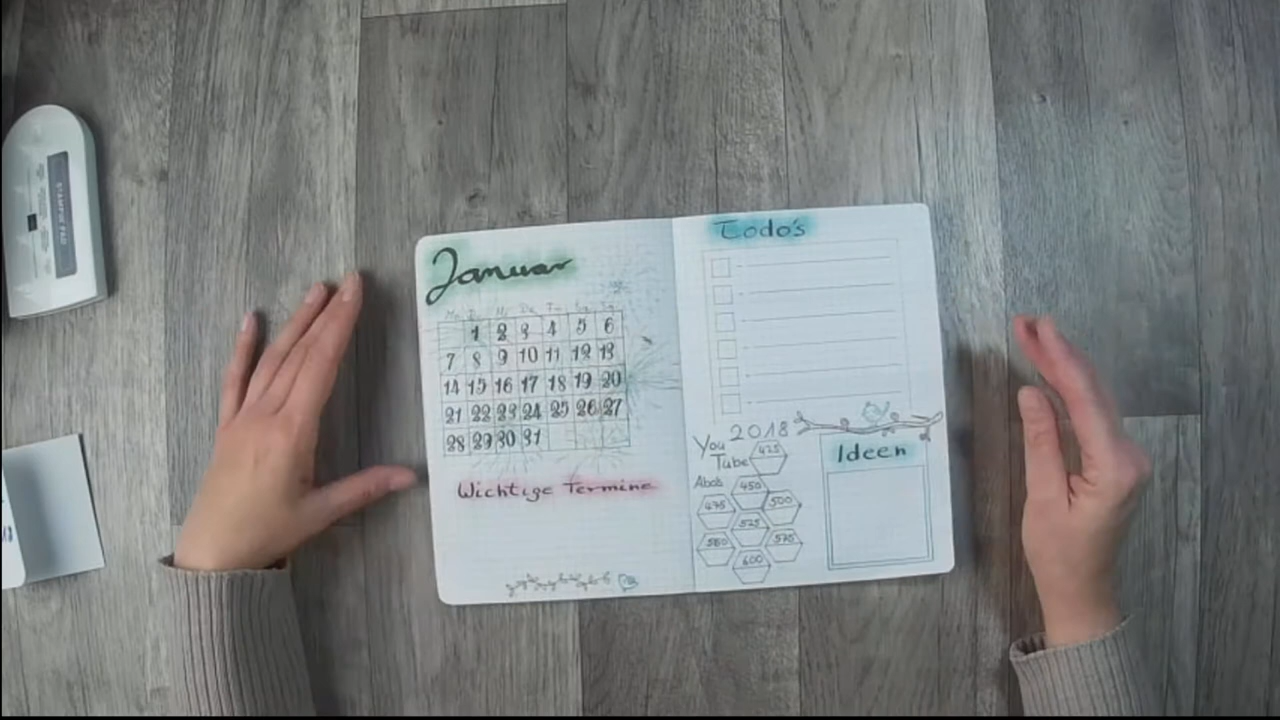 Januar
Mo Di Mi Do Fr Sa So
1 2 3 4 5 6
7 8 9 10 11 12 13
14 15 16 17 18 19 20
21 22 23 24 25 26 27
28 29 30 31
Wichtige Termine
Todo's
2018
You
Tube
Abos
425
450
475
500
525
550
575
600
Ideen
STAMPIN' PAD